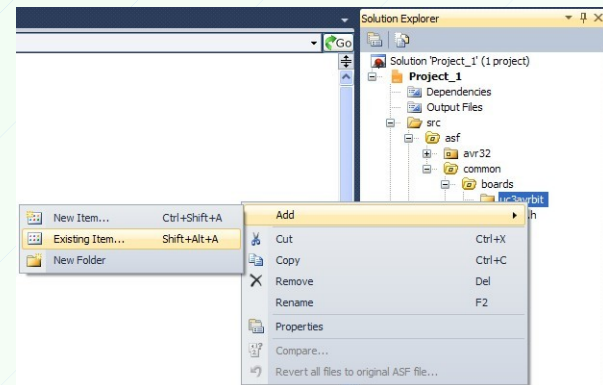 Solution Explorer
Go
Solution 'Project_1' (1 project)
Project_1
Dependencies
Output Files
src
asf
avr32
common
boards
uc3avrbit
.h
New Item... Ctrl+Shift+A
Existing Item... Shift+Alt+A
New Folder
Add
Cut Ctrl+X
Copy Ctrl+C
Remove Del
Rename F2
Properties
Compare...
Revert all files to original ASF file...